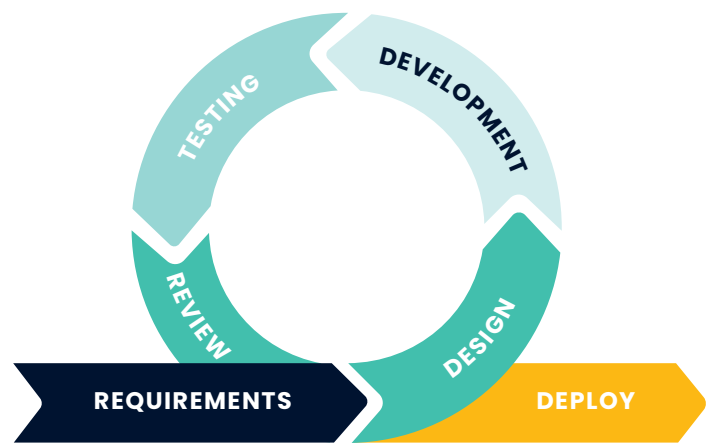 DEVELOPMENT
TESTING
REVIEW
DESIGN
REQUIREMENTS
DEPLOY